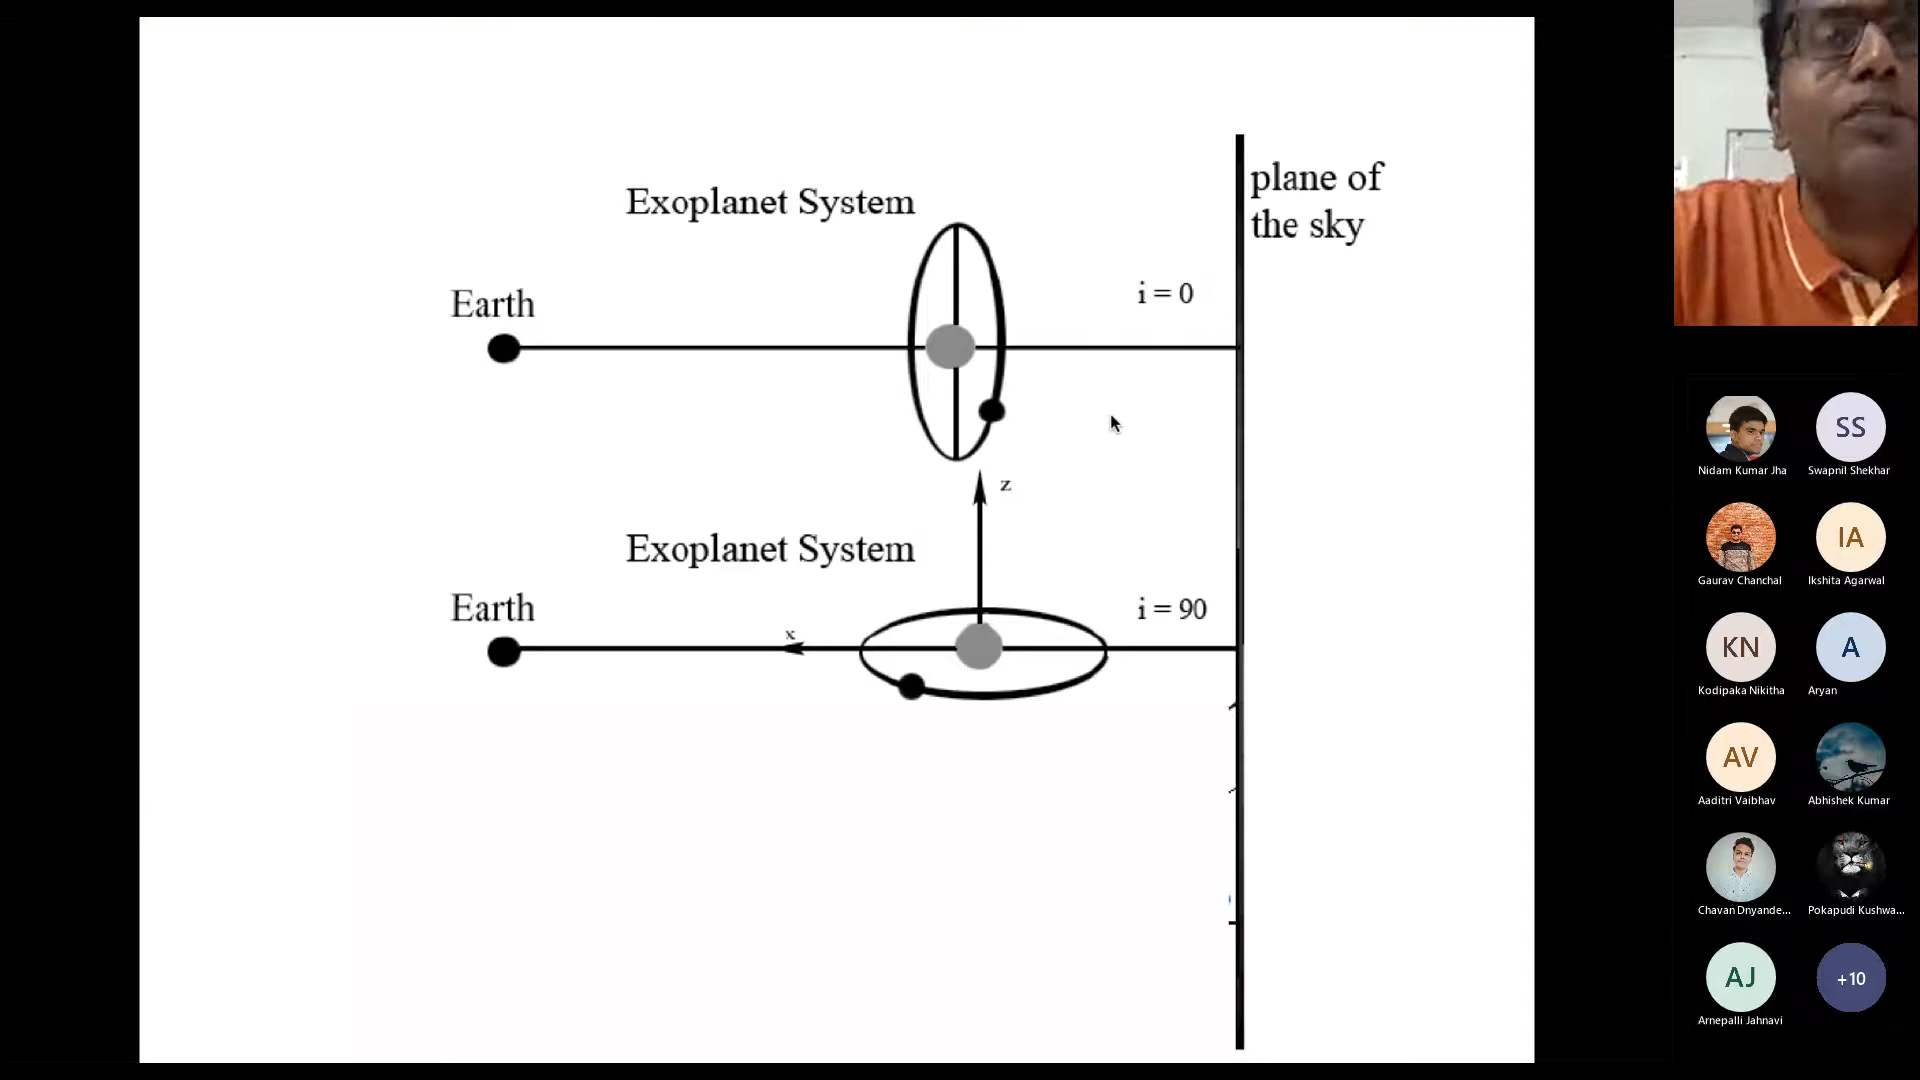 Exoplanet System
plane of
the sky
i = 0
Earth
z
Exoplanet System
Earth
x
i = 90
SS
Nidam Kumar Jha
Swapnil Shekhar
IA
Gaurav Chanchal
Ikshita Agarwal
KN
A
Kodipaka Nikitha
Aryan
AV
Aaditri Vaibhav
Abhishek Kumar
Chavan Dnyande...
Pokapudi Kushwa...
AJ
+10
Arnepalli Jahnavi